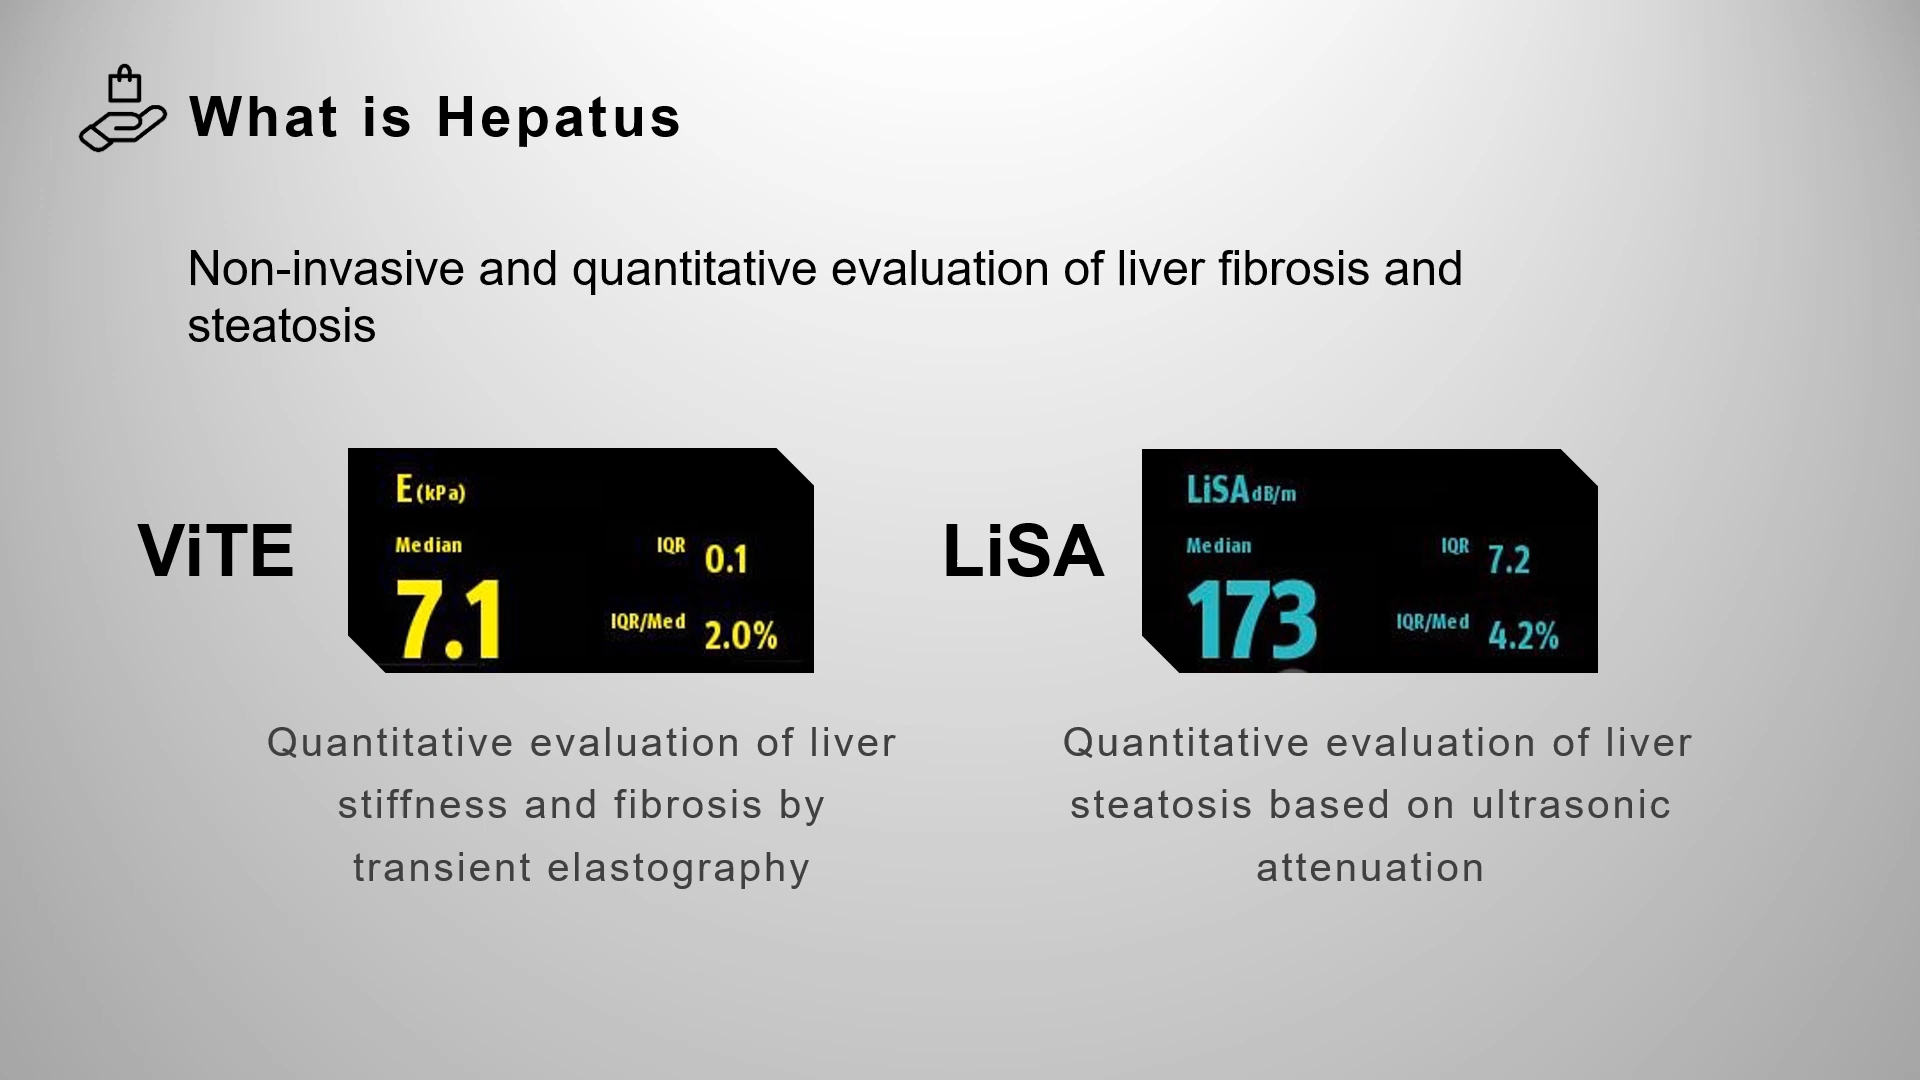 What is Hepatus
Non-invasive and quantitative evaluation of liver fibrosis and
steatosis
ViTE
E (kPa)
Median
7.1
IQR 0.1
IQR/Med 2.0%
Quantitative evaluation of liver
stiffness and fibrosis by
transient elastography
LiSA
LiSA dB/m
Median
173
IQR 7.2
IQR/Med 4.2%
Quantitative evaluation of liver
steatosis based on ultrasonic
attenuation